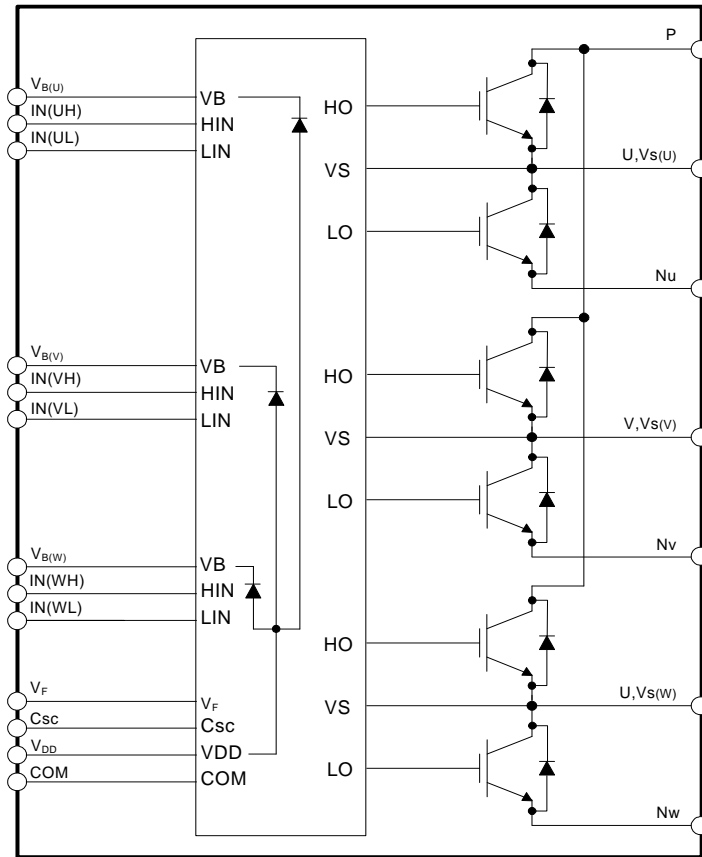 VB(U)
IN(UH)
IN(UL)
VB(V)
IN(VH)
IN(VL)
VB(W)
IN(WH)
IN(WL)
VF
Csc
VDD
COM
VB
HIN
LIN
VB
HIN
LIN
VB
HIN
LIN
VF
Csc
VDD
COM
HO
VS
LO
HO
VS
LO
HO
VS
LO
P
U,Vs(U)
Nu
V,Vs(V)
Nv
U,Vs(W)
Nw